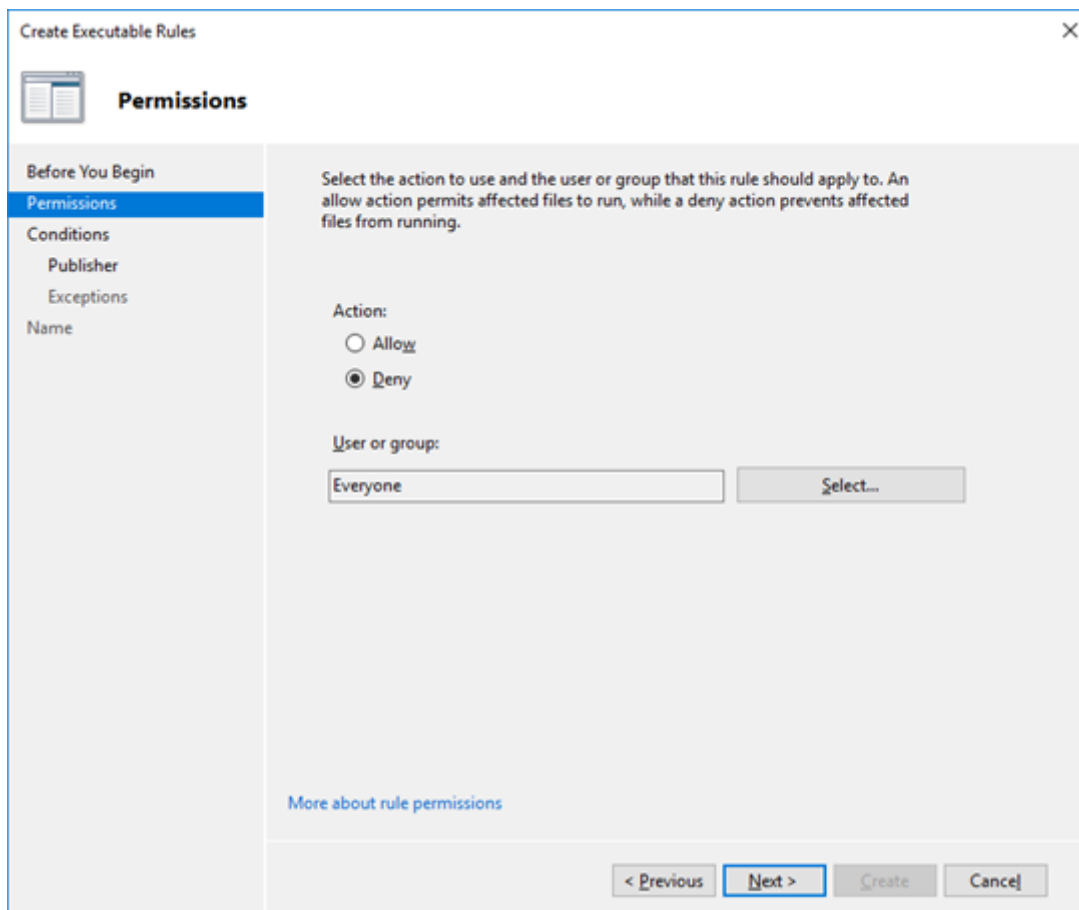 Create Executable Rules
Permissions
Before You Begin
Permissions
Conditions
Publisher
Exceptions
Name
Select the action to use and the user or group that this rule should apply to. An
allow action permits affected files to run, while a deny action prevents affected
files from running.
Action:
Allow
Deny
User or group:
Everyone
Select...
More about rule permissions
< Previous
Next >
Create
Cancel